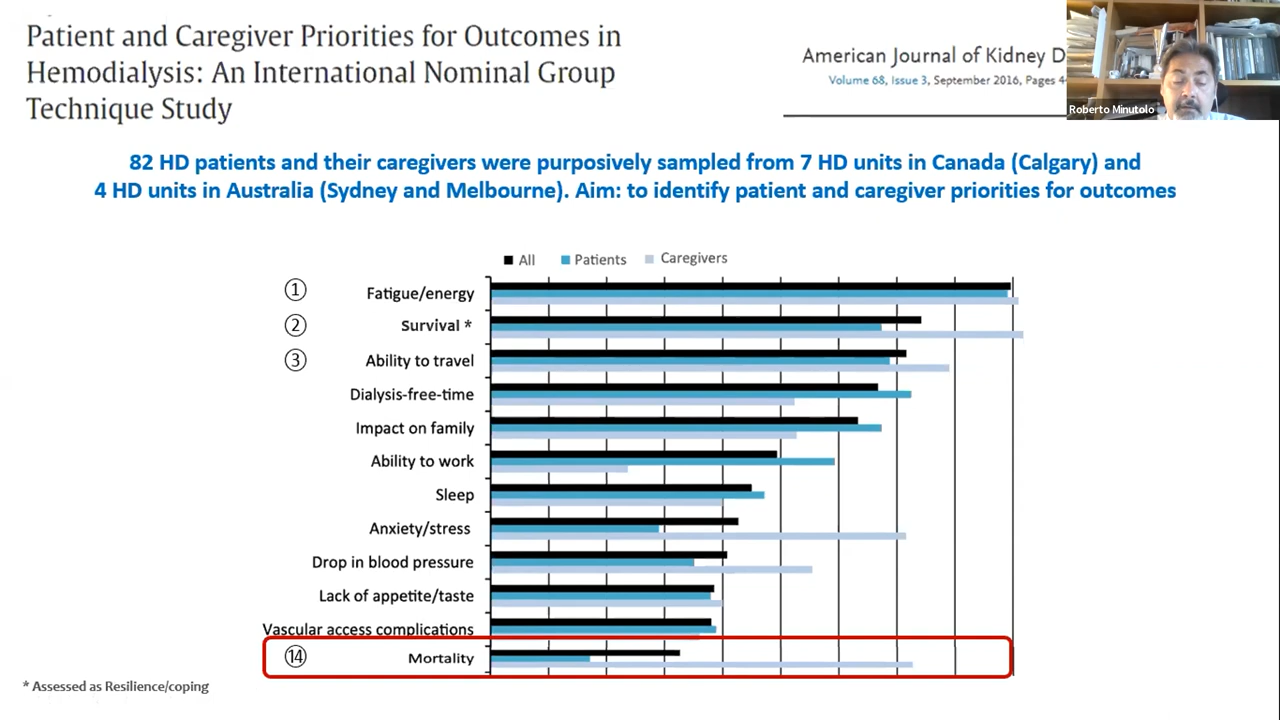 Patient and Caregiver Priorities for Outcomes in
Hemodialysis: An International Nominal Group
Technique Study
American Journal of Kidney D
Volume 68, Issue 3, September 2016, Pages 4
Roberto Minutolo
82 HD patients and their caregivers were purposively sampled from 7 HD units in Canada (Calgary) and
4 HD units in Australia (Sydney and Melbourne). Aim: to identify patient and caregiver priorities for outcomes
All Patients Caregivers
① Fatigue/energy
② Survival *
③ Ability to travel
Dialysis-free-time
Impact on family
Ability to work
Sleep
Anxiety/stress
Drop in blood pressure
Lack of appetite/taste
Vascular access complications
⑭ Mortality
* Assessed as Resilience/coping